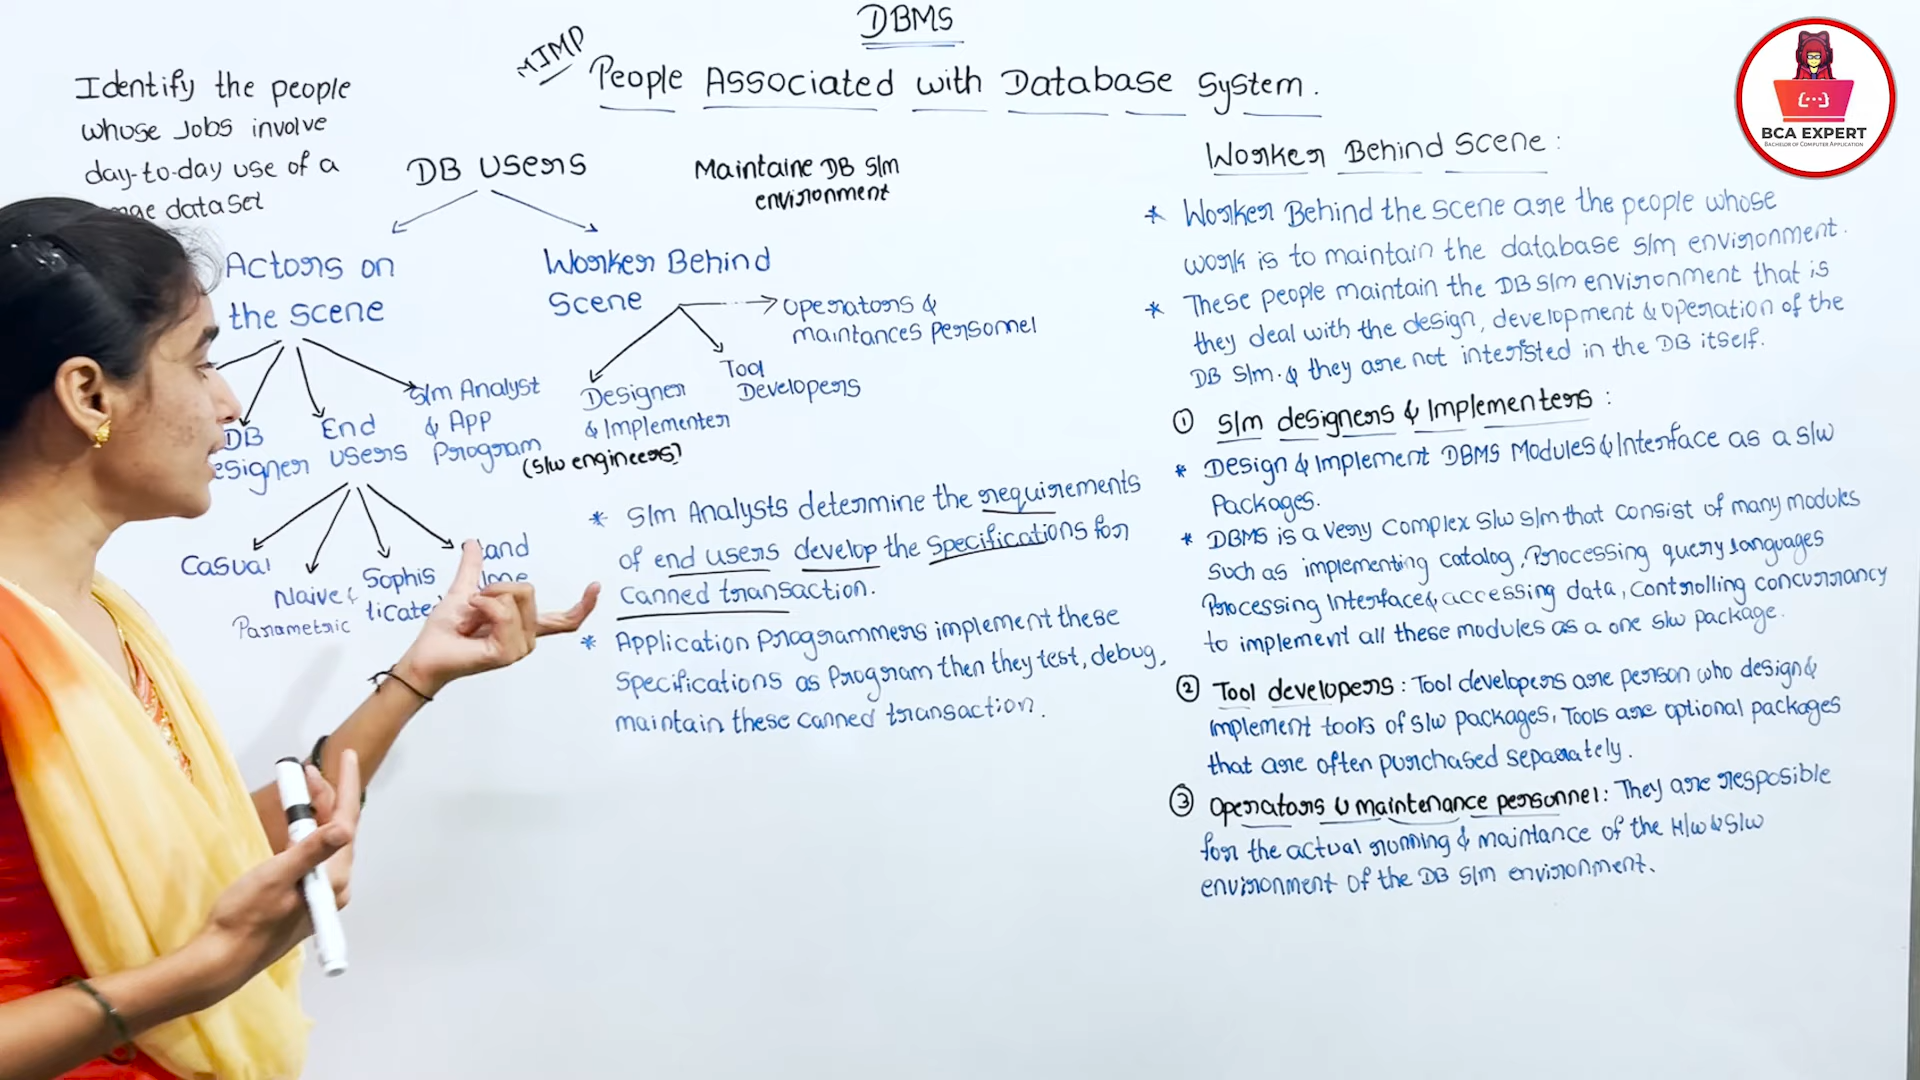 DBMS
MIMP
People Associated with Database System.
Identify the people
whose Jobs involve
day-to-day use of a
dataset
DB Users
Maintaine DB S/m
environment
Actors on
the scene
Worker Behind
Scene
Operators &
maintances Personnel
Tool
Developers
Designer
& Implementer
(S/w engineers)
DB
esigner
End
Users
S/m Analyst
& App
Program
Casual
Naive &
Parametric
Sophis
ticate
* S/m Analysts determine the requirements
of end users develop the Specifications for
Canned transaction.
* Application Programmers implement these
Specifications as Program then they test, debug,
maintain these canned transaction.
Worker Behind Scene :
* Worker Behind the scene are the people whose
work is to maintain the database S/m environment.
* These people maintain the DB S/m environment that is
they deal with the design, development & operation of the
DB S/m. & they are not interested in the DB itself.
① S/m designers & Implementers :
* Design & Implement DBMS Modules & Interface as a S/w
Packages.
* DBMS is a very complex S/w S/m that consist of many modules
such as implementing catalog, Processing query languages
Processing Interface & accessing data, controlling concurrancy
to implement all these modules as a one S/w package.
② Tool developers : Tool developers are person who design &
implement tools of S/w packages, Tools are optional packages
that are often purchased separately.
③ Operators & maintenance personnel : They are resposible
for the actual running & maintance of the H/w & S/w
environment of the DB S/m environment.
BCA EXPERT
BACHELOR OF COMPUTER APPLICATION